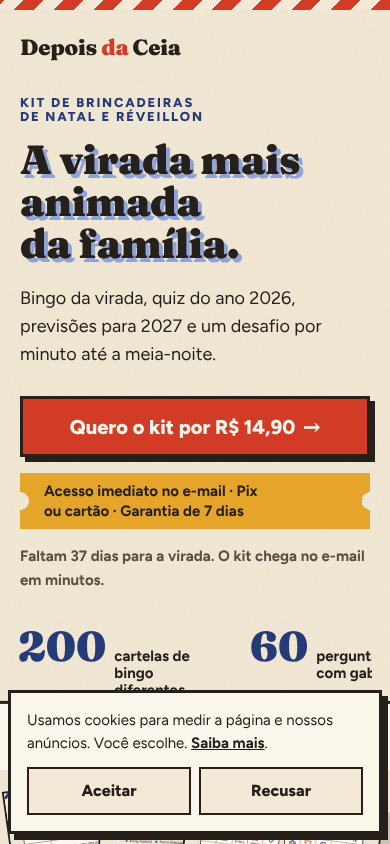 Depois da Ceia
KIT DE BRINCADEIRAS
DE NATAL E RÉVEILLON
A virada mais
animada
da família.
Bingo da virada, quiz do ano 2026,
previsões para 2027 e um desafio por
minuto até a meia-noite.
Quero o kit por R$ 14,90 →
Acesso imediato no e-mail · Pix
ou cartão · Garantia de 7 dias
Faltam 37 dias para a virada. O kit chega no e-mail
em minutos.
200 cartelas de
bingo
diferentes
60 pergunt
com gab
Usamos cookies para medir a página e nossos
anúncios. Você escolhe. Saiba mais.
Aceitar
Recusar